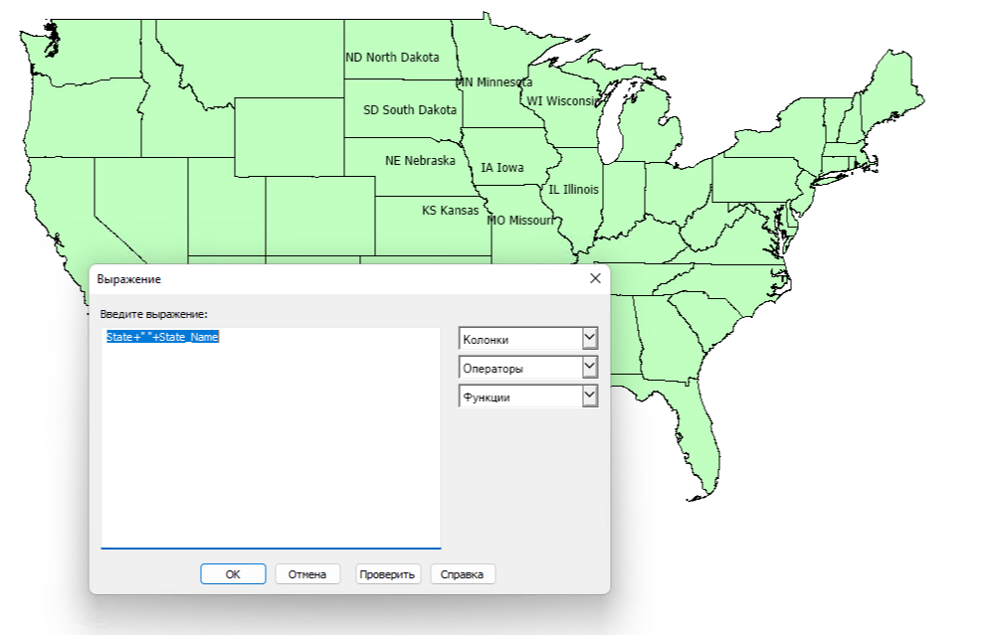 ND North Dakota
MN Minnesota
WI Wisconsin
SD South Dakota
NE Nebraska
IA Iowa
IL Illinois
KS Kansas
MO Missouri
Выражение
Введите выражение:
State+" "+State_Name
Колонки
Операторы
Функции
ОК
Отмена
Проверить
Справка